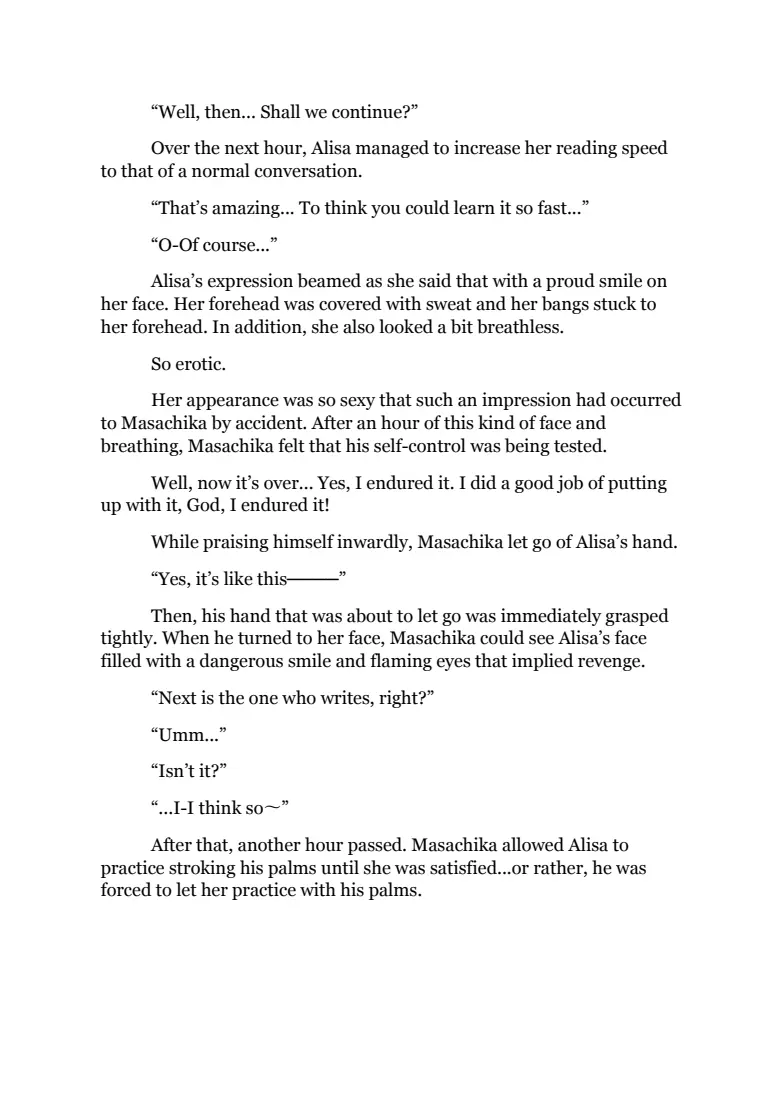 “Well, then... Shall we continue?”
Over the next hour, Alisa managed to increase her reading speed
to that of a normal conversation.
“That’s amazing... To think you could learn it so fast...”
“O-Of course...”
Alisa’s expression beamed as she said that with a proud smile on
her face. Her forehead was covered with sweat and her bangs stuck to
her forehead. In addition, she also looked a bit breathless.
So erotic.
Her appearance was so sexy that such an impression had occurred
to Masachika by accident. After an hour of this kind of face and
breathing, Masachika felt that his self-control was being tested.
Well, now it’s over... Yes, I endured it. I did a good job of putting
up with it, God, I endured it!
While praising himself inwardly, Masachika let go of Alisa’s hand.
“Yes, it’s like this———”
Then, his hand that was about to let go was immediately grasped
tightly. When he turned to her face, Masachika could see Alisa’s face
filled with a dangerous smile and flaming eyes that implied revenge.
“Next is the one who writes, right?”
“Umm...”
“Isn’t it?”
“...I-I think so～”
After that, another hour passed. Masachika allowed Alisa to
practice stroking his palms until she was satisfied...or rather, he was
forced to let her practice with his palms.